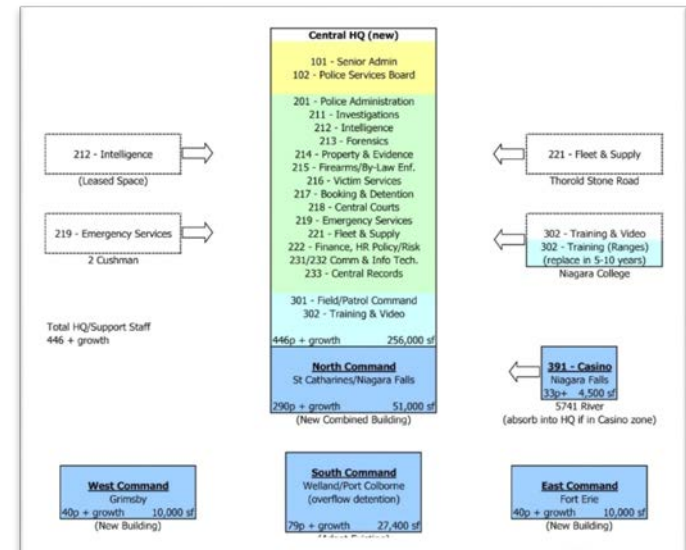 Central HQ (new)
101 - Senior Admin
102 - Police Services Board
201 - Police Administration
211 - Investigations
212 - Intelligence
213 - Forensics
214 - Property & Evidence
215 - Firearms/By-Law Enf.
216 - Victim Services
217 - Booking & Detention
218 - Central Courts
219 - Emergency Services
221 - Fleet & Supply
222 - Finance, HR Policy/Risk
231/232 Comm & Info Tech.
233 - Central Records
301 - Field/Patrol Command
302 - Training & Video
446p + growth 256,000 sf
North Command
St Catharines/Niagara Falls
290p + growth 51,000 sf
(New Combined Building)
212 - Intelligence
(Leased Space)
219 - Emergency Services
2 Cushman
Total HQ/Support Staff
446 + growth
221 - Fleet & Supply
Thorold Stone Road
302 - Training & Video
302 - Training (Ranges)
(replace in 5-10 years)
Niagara College
391 - Casino
Niagara Falls
33p+ 4,500 sf
5741 River
(absorb into HQ if in Casino zone)
West Command
Grimsby
40p + growth 10,000 sf
(New Building)
South Command
Welland/Port Colborne
(overflow detention)
79p + growth 27,400 sf
East Command
Fort Erie
40p + growth 10,000 sf
(New Building)